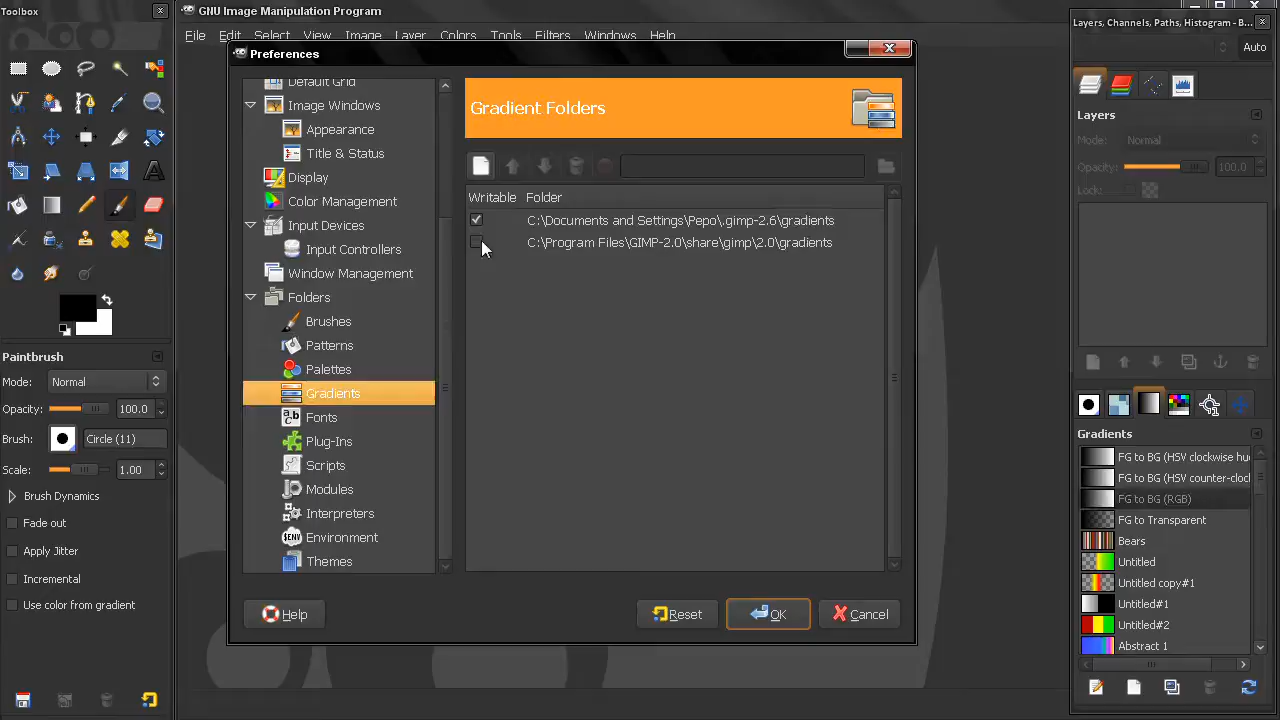 Toolbox
GNU Image Manipulation Program
File Edit Select View Image Layer Colors Tools Filters Windows Help
Layers, Channels, Paths, Histogram - B...
Auto
Preferences
Default Grid
Image Windows
Appearance
Title & Status
Display
Color Management
Input Devices
Input Controllers
Window Management
Folders
Brushes
Patterns
Palettes
Gradients
Fonts
Plug-Ins
Scripts
Modules
Interpreters
Environment
Themes
Gradient Folders
Writable Folder
C:\Documents and Settings\Pepo\.gimp-2.6\gradients
C:\Program Files\GIMP-2.0\share\gimp\2.0\gradients
Help
Reset
OK
Cancel
Paintbrush
Mode: Normal
Opacity: 100.0
Brush: Circle (11)
Scale: 1.00
Brush Dynamics
Fade out
Apply Jitter
Incremental
Use color from gradient
Layers
Mode: Normal
Opacity: 100.0
Lock:
Gradients
FG to BG (HSV clockwise hu
FG to BG (HSV counter-clock
FG to BG (RGB)
FG to Transparent
Bears
Untitled
Untitled copy#1
Untitled#1
Untitled#2
Abstract 1